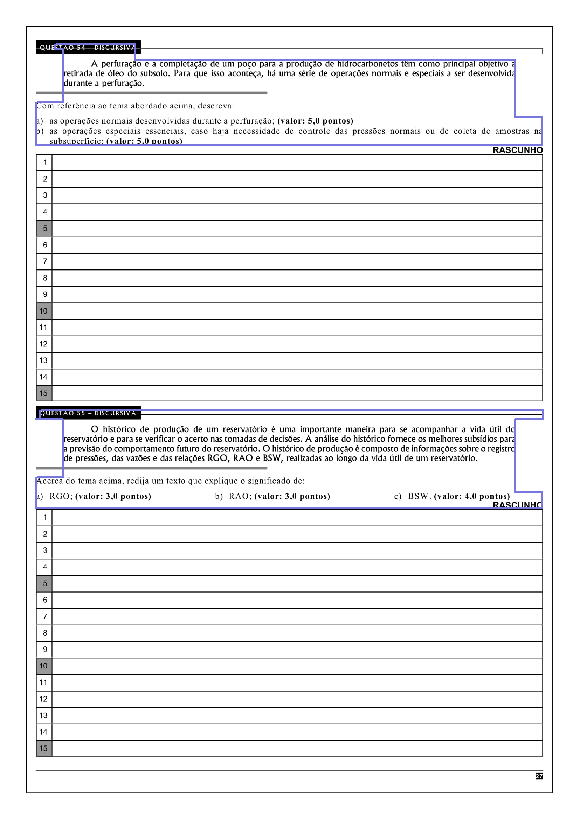 QUESTÃO 54 – DISCURSIVA
A perfuração e a completação de um poço para a produção de hidrocarbonetos têm como principal objetivo a
retirada de óleo do subsolo. Para que isso aconteça, há uma série de operações normais e especiais a ser desenvolvida
durante a perfuração.
Com referência ao tema abordado acima, descreva
a) as operações normais desenvolvidas durante a perfuração; (valor: 5,0 pontos)
b) as operações especiais essenciais, caso haja necessidade de controle das pressões normais ou de coleta de amostras na
subsuperfície; (valor: 5,0 pontos)
RASCUNHO
1
2
3
4
5
6
7
8
9
10
11
12
13
14
15
QUESTÃO 55 – DISCURSIVA
O histórico de produção de um reservatório é uma importante maneira para se acompanhar a vida útil do
reservatório e para se verificar o acerto nas tomadas de decisões. A análise do histórico fornece os melhores subsídios para
a previsão do comportamento futuro do reservatório. O histórico de produção é composto de informações sobre o registro
de pressões, das vazões e das relações RGO, RAO e BSW, realizadas ao longo da vida útil de um reservatório.
Acerca do tema acima, redija um texto que explique o significado de:
a) RGO; (valor: 3,0 pontos) b) RAO; (valor: 3,0 pontos) c) BSW. (valor: 4,0 pontos)
RASCUNHO
1
2
3
4
5
6
7
8
9
10
11
12
13
14
15